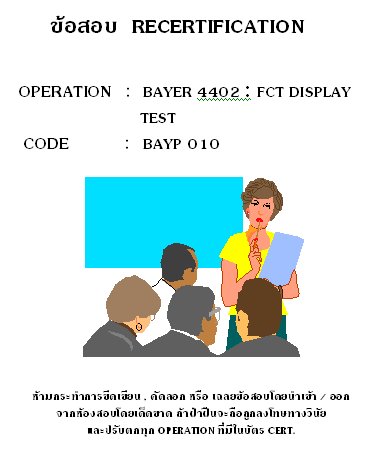 ข้อสอบ RECERTIFICATION
OPERATION : BAYER 4402 : FCT DISPLAY
TEST
CODE : BAYP 010
ห้ามกระทำการขีดเขียน , คัดลอก หรือ เฉลยข้อสอบโดยนำเข้า / ออก
จากห้องสอบโดยเด็ดขาด ถ้าฝ่าฝืนจะถือถูกลงโทษทางวินัย
และปรับตกทุก OPERATION ที่มีในบัตร CERT.